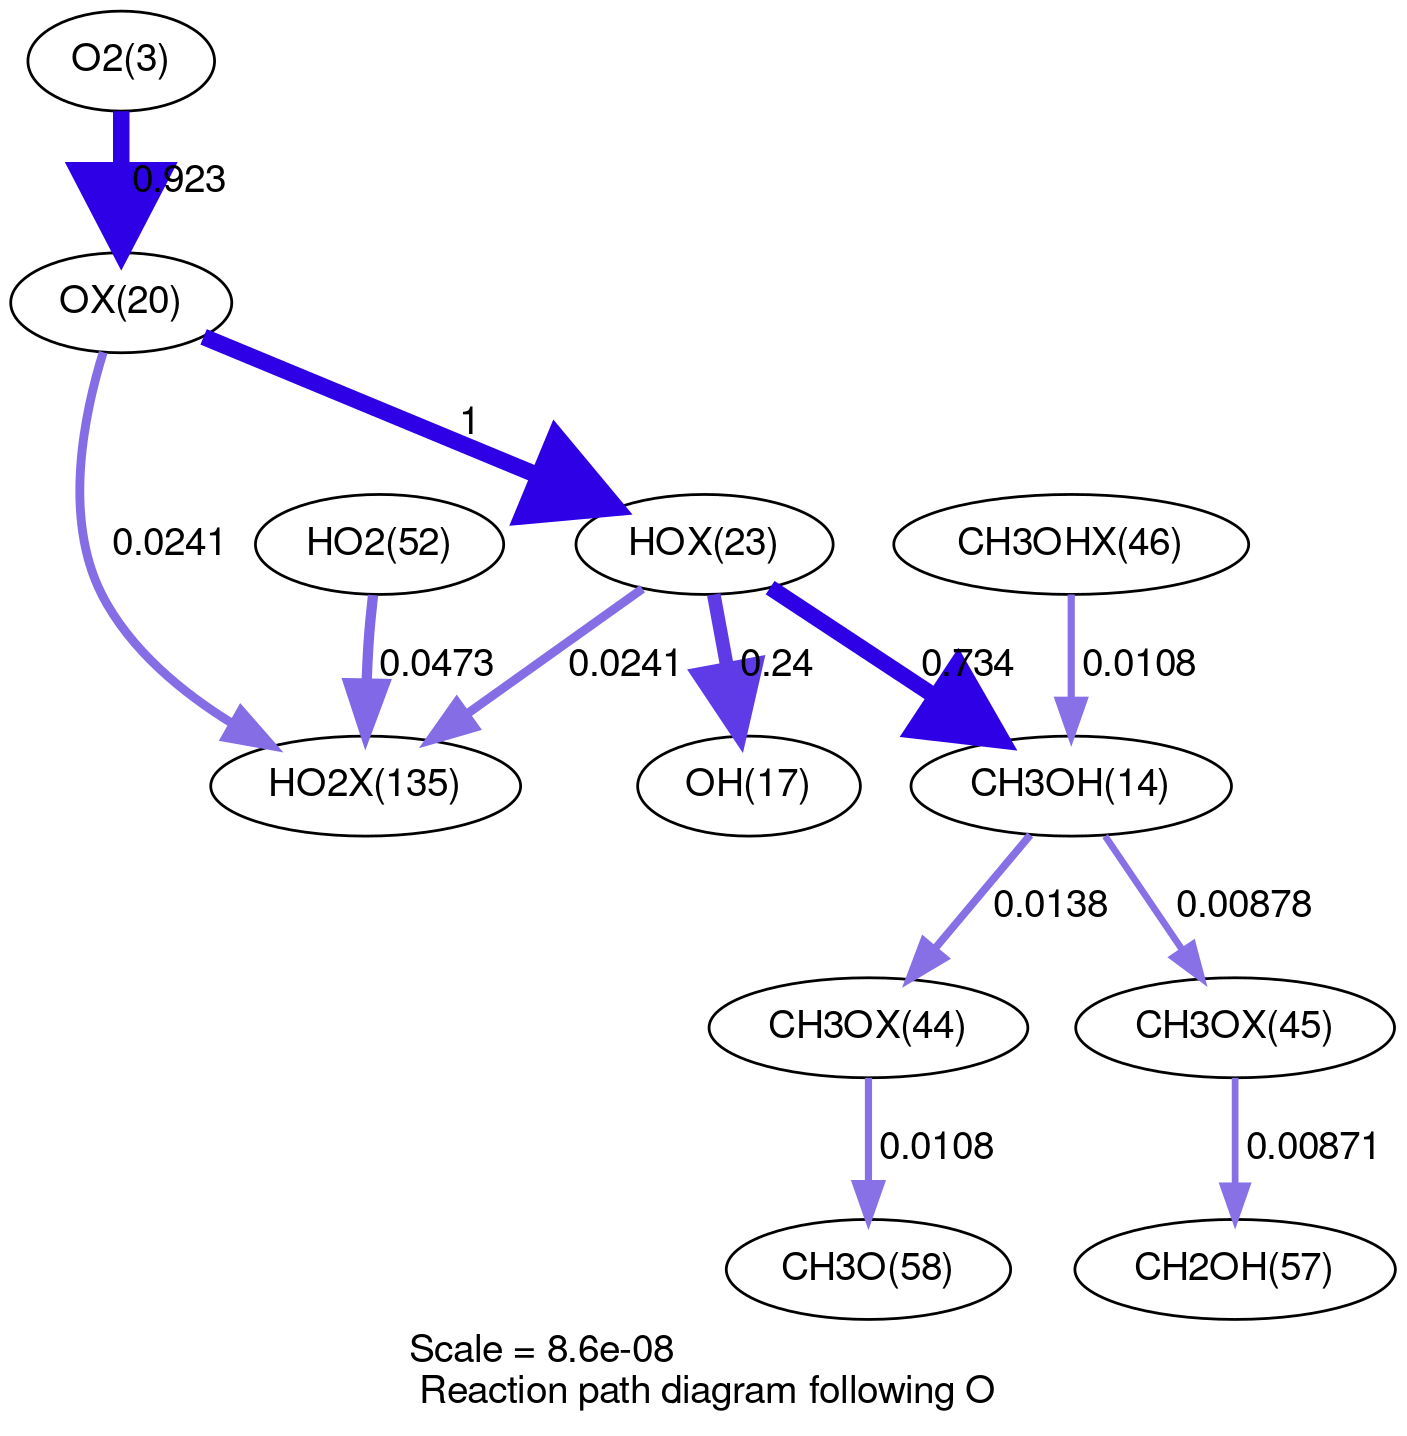 O2(3)
0.923
OX(20)
1
0.0241
HO2(52)
HOX(23)
CH3OHX(46)
0.0473
0.0241
0.24
0.734
0.0108
HO2X(135)
OH(17)
CH3OH(14)
0.0138
0.00878
CH3OX(44)
CH3OX(45)
0.0108
0.00871
CH3O(58)
CH2OH(57)
Scale = 8.6e-08
Reaction path diagram following O